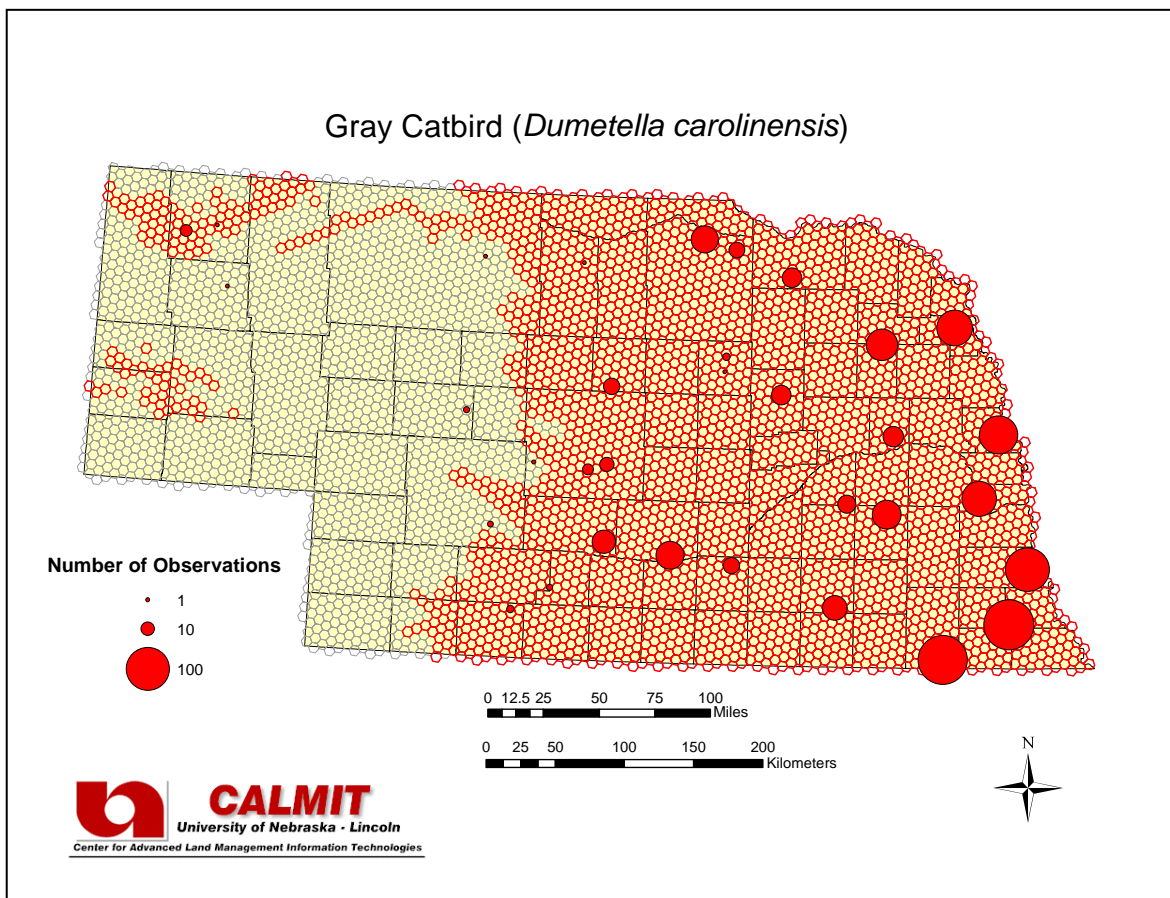 Gray Catbird (Dumetella carolinensis)
Number of Observations
1
10
100
0 12.5 25 50 75 100
Miles
0 25 50 100 150 200
Kilometers
N
CALMIT
University of Nebraska - Lincoln
Center for Advanced Land Management Information Technologies